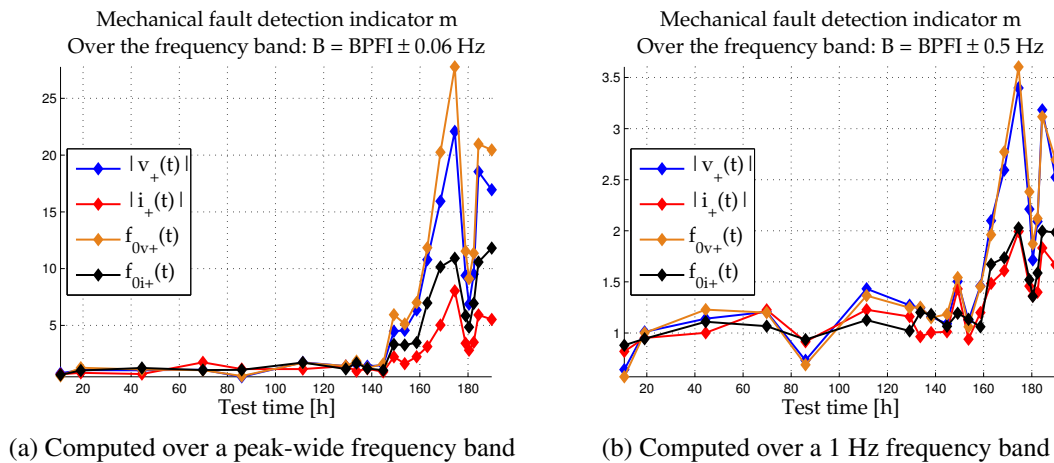 Mechanical fault detection indicator m
Over the frequency band: B = BPFI ± 0.06 Hz
25
20
15
10
5
| v₊(t) |
| i₊(t) |
f₀ᵥ₊(t)
f₀ᵢ₊(t)
20 40 60 80 100 120 140 160 180
Test time [h]
(a) Computed over a peak-wide frequency band
Mechanical fault detection indicator m
Over the frequency band: B = BPFI ± 0.5 Hz
3.5
3
2.5
2
1.5
1
| v₊(t) |
| i₊(t) |
f₀ᵥ₊(t)
f₀ᵢ₊(t)
20 40 60 80 100 120 140 160 180
Test time [h]
(b) Computed over a 1 Hz frequency band